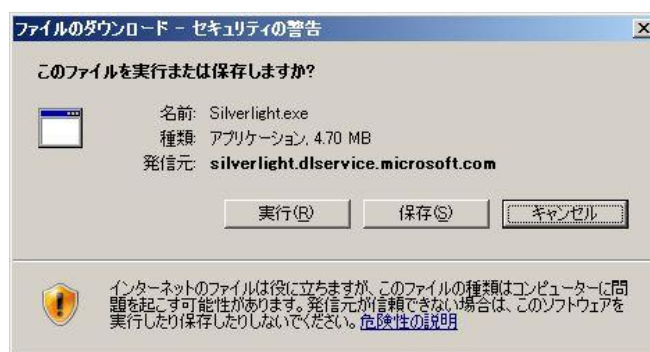 ファイルのダウンロード - セキュリティの警告
このファイルを実行または保存しますか?
名前: Silverlight.exe
種類: アプリケーション, 4.70 MB
発信元: silverlight.dlservice.microsoft.com
実行(R) 保存(S) キャンセル
インターネットのファイルは役に立ちますが、このファイルの種類はコンピューターに問
題を起こす可能性があります。発信元が信頼できない場合は、このソフトウェアを
実行したり保存したりしないでください。危険性の説明